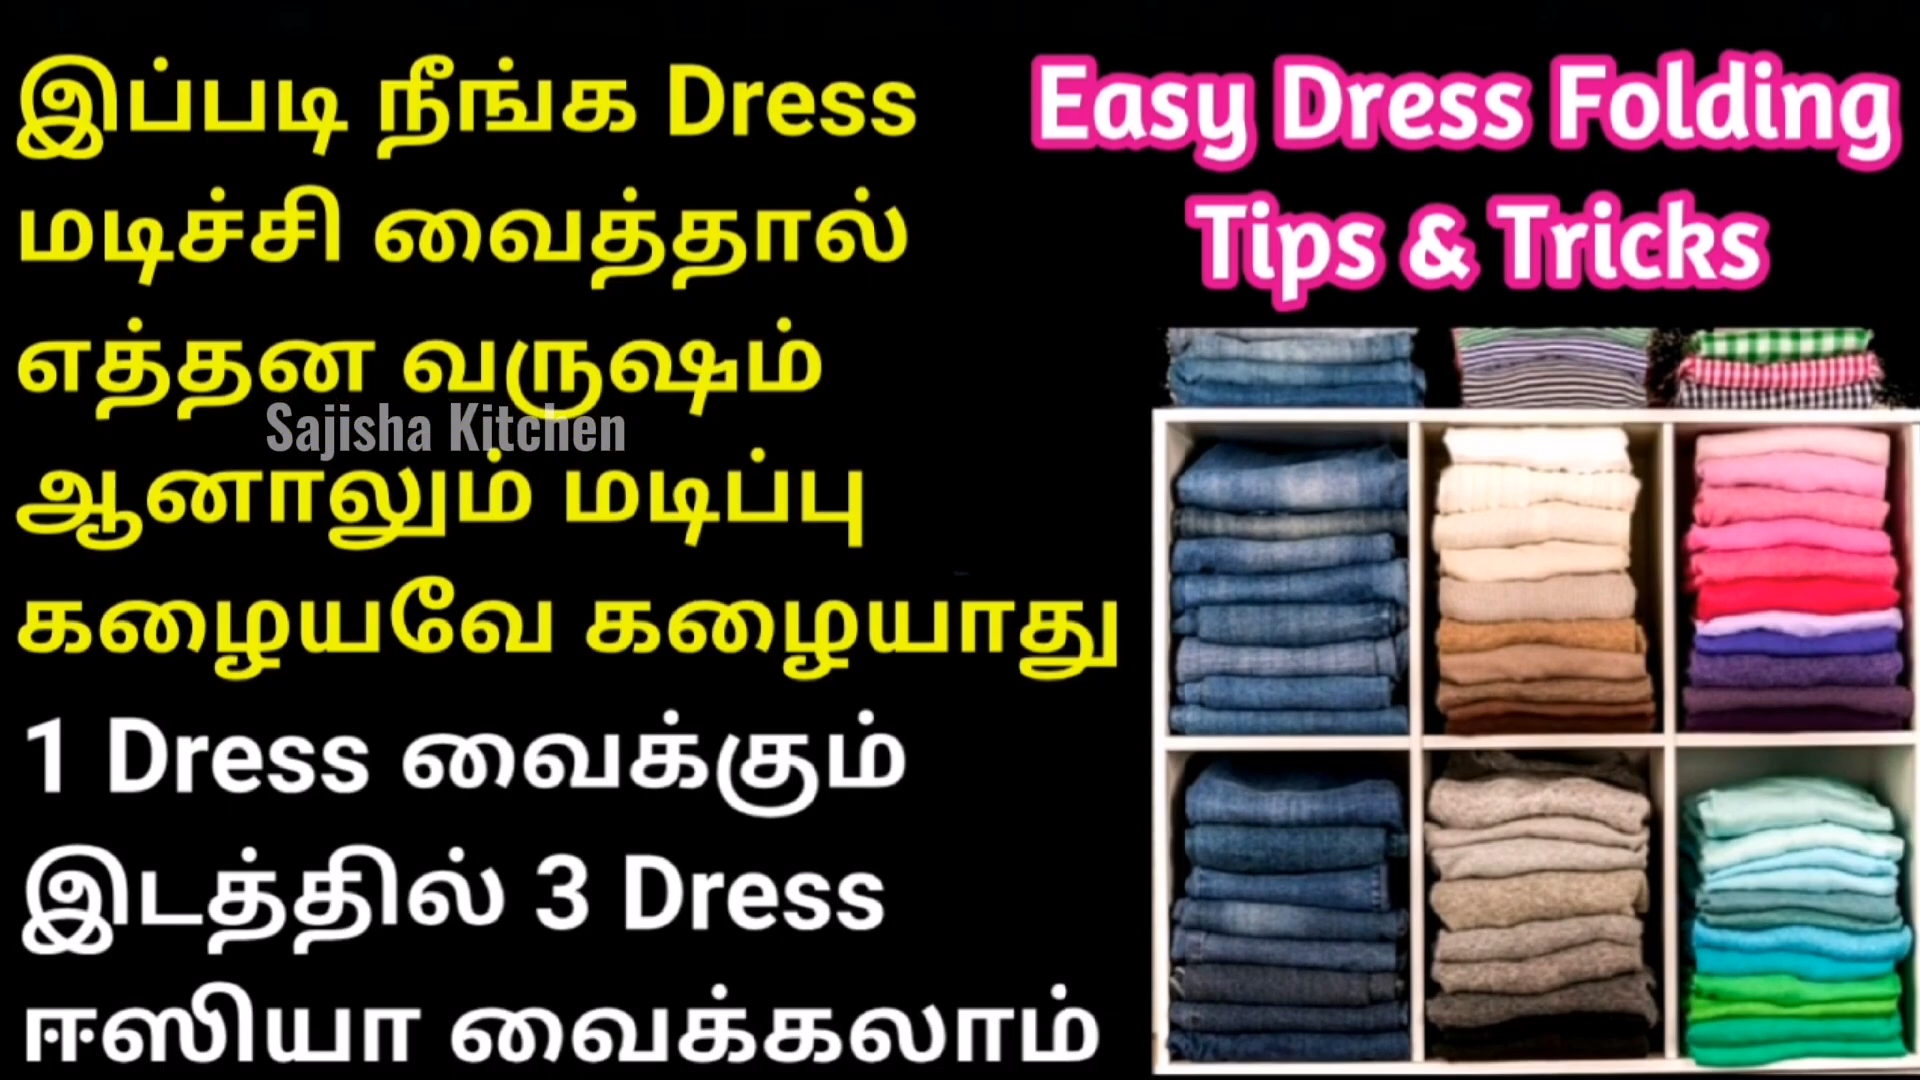 இப்படி நீங்க Dress
மடிச்சி வைத்தால்
எத்தன வருஷம்
Sajisha Kitchen
ஆனாலும் மடிப்பு
கழையவே கழையாது
1 Dress வைக்கும்
இடத்தில் 3 Dress
ஈஸியா வைக்கலாம்
Easy Dress Folding
Tips & Tricks